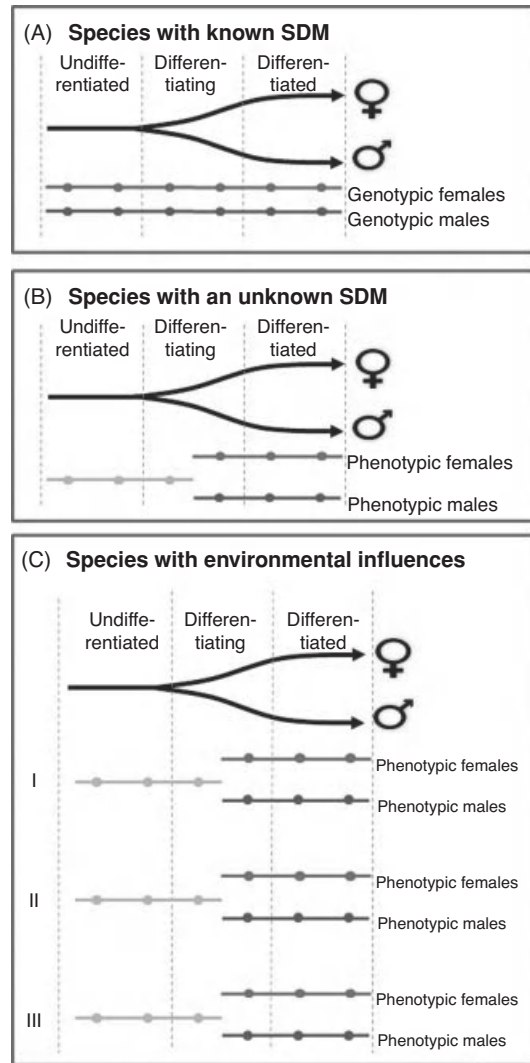 (A) Species with known SDM
Undiffe- Differen- Differen-
rentiated tiating tiated
Genotypic females
Genotypic males
(B) Species with an unknown SDM
Undiffe- Differen- Differen-
rentiated tiating tiated
Phenotypic females
Phenotypic males
(C) Species with environmental influences
Undiffe- Differen- Differen-
rentiated tiating tiated
I
Phenotypic females
Phenotypic males
II
Phenotypic females
Phenotypic males
III
Phenotypic females
Phenotypic males